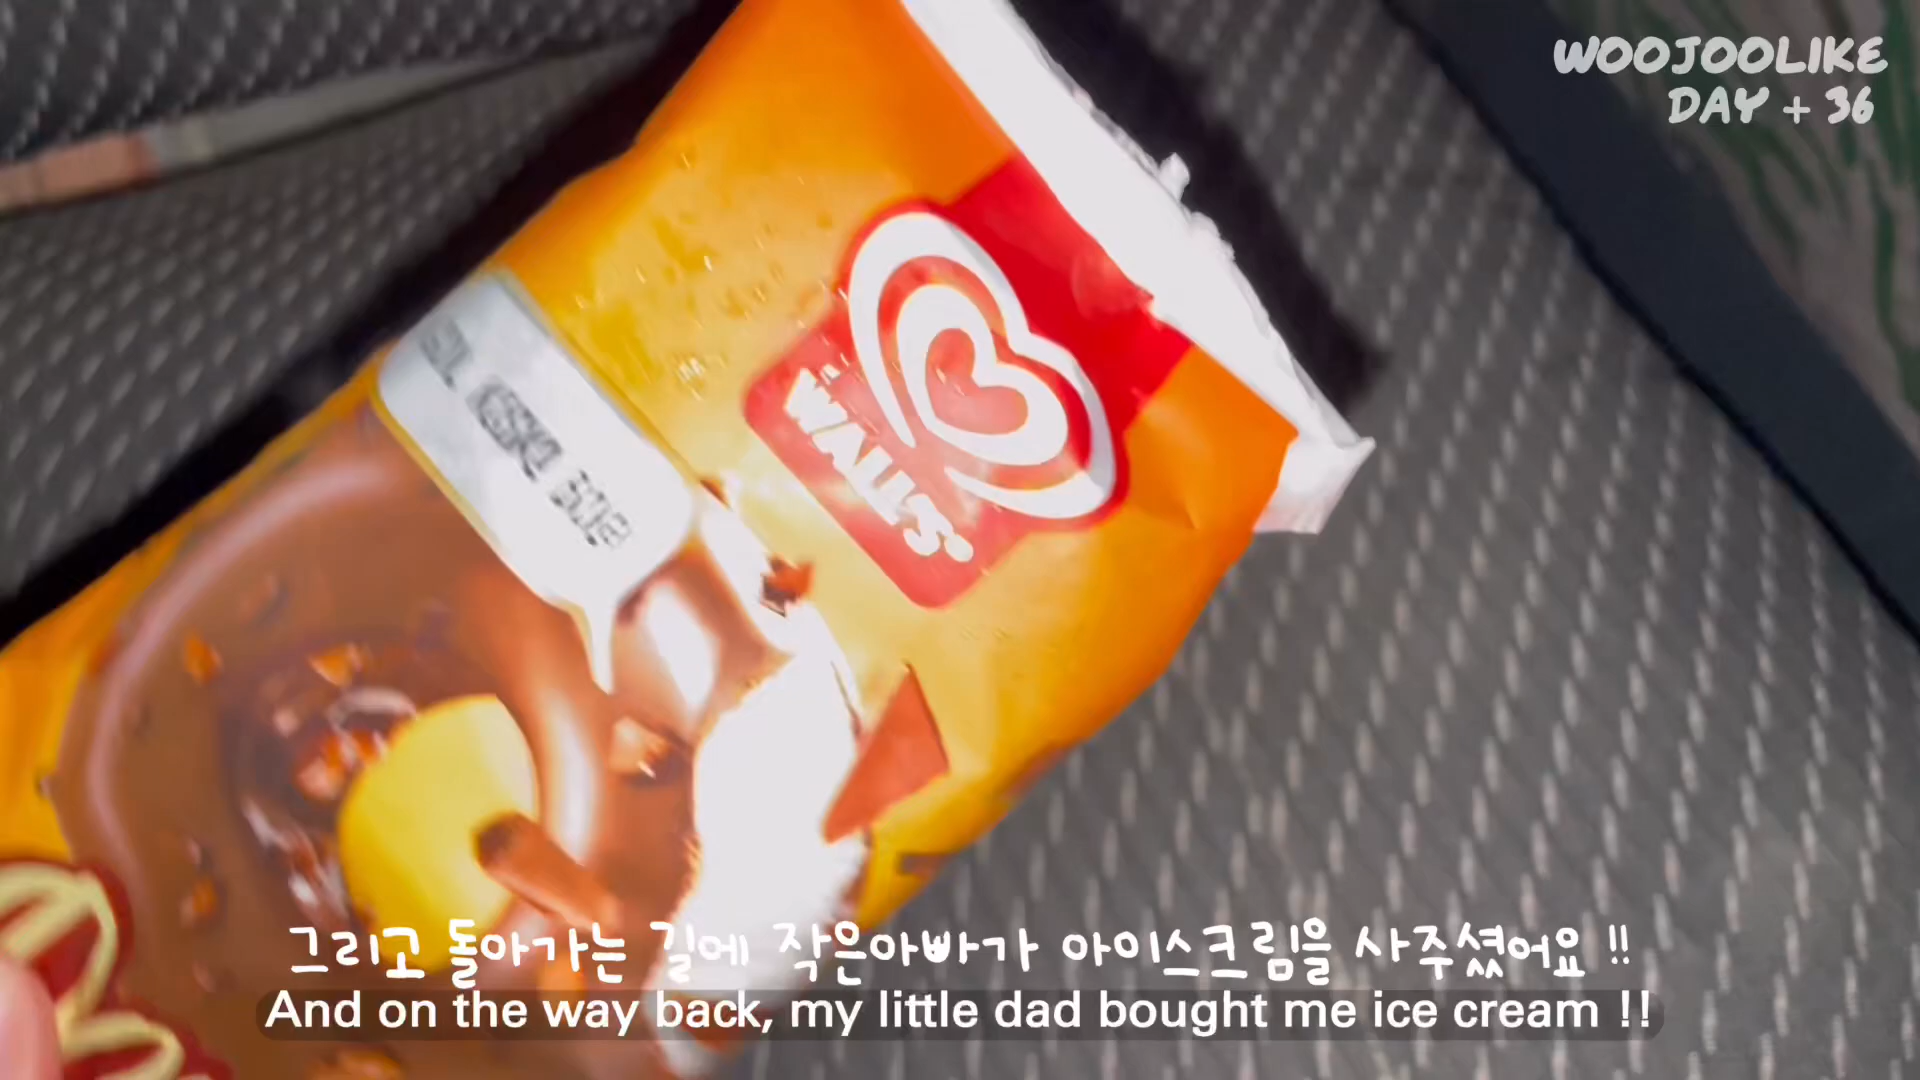 WOOJOOLIKE
DAY + 36
WALL'S
그리고 돌아가는 길에 작은아빠가 아이스크림을 사주셨어요 !!
And on the way back, my little dad bought me ice cream !!